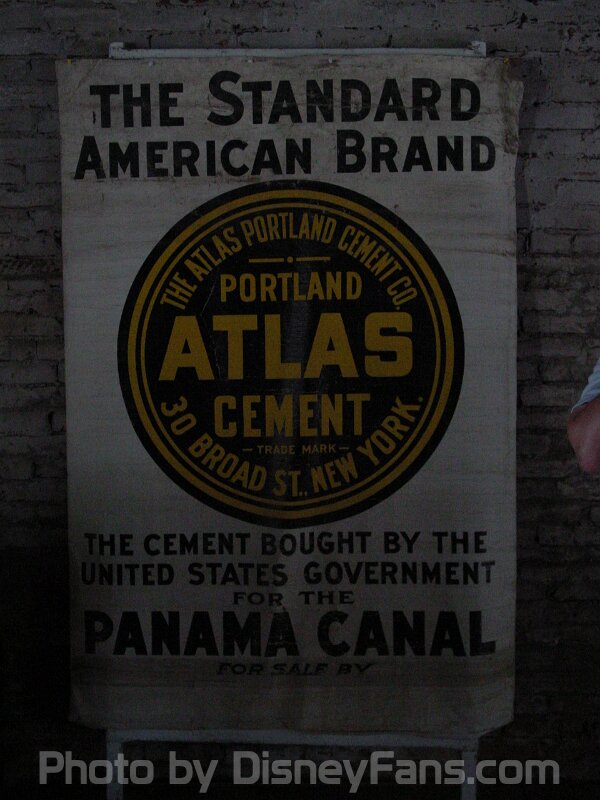 THE STANDARD
AMERICAN BRAND
THE ATLAS PORTLAND CEMENT CO.
PORTLAND
ATLAS
CEMENT
TRADE MARK
30 BROAD ST., NEW YORK.
THE CEMENT BOUGHT BY THE
UNITED STATES GOVERNMENT
FOR THE
PANAMA CANAL
FOR SALE BY
Photo by DisneyFans.com